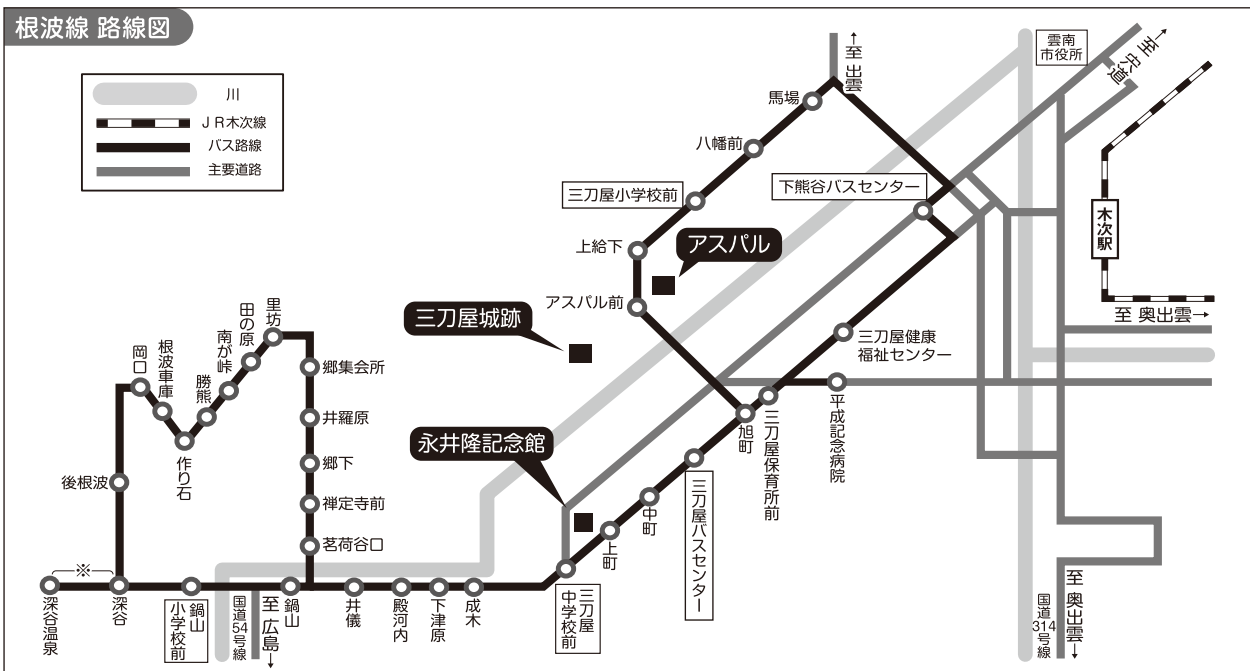 根波線 路線図
川
JR木次線
バス路線
主要道路
↑至 出雲
雲南
市役所
至 宍道→
馬場
八幡前
三刀屋小学校前
下熊谷バスセンター
木次駅
上給下
アスパル
アスパル前
至 奥出雲→
三刀屋城跡
三刀屋健康
福祉センター
里坊
田の原
南が峠
勝熊
作り石
根波車庫
岡口
後根波
郷集会所
井羅原
郷下
禅定寺前
茗荷谷口
永井隆記念館
平成記念病院
三刀屋保育所前
旭町
三刀屋バスセンター
中町
上町
三刀屋
中学校前
※
深谷温泉
深谷
鍋山
小学校前
国道54号線
至 広島→
鍋山
井儀
殿河内
下津原
成木
国道314号線
至 奥出雲→